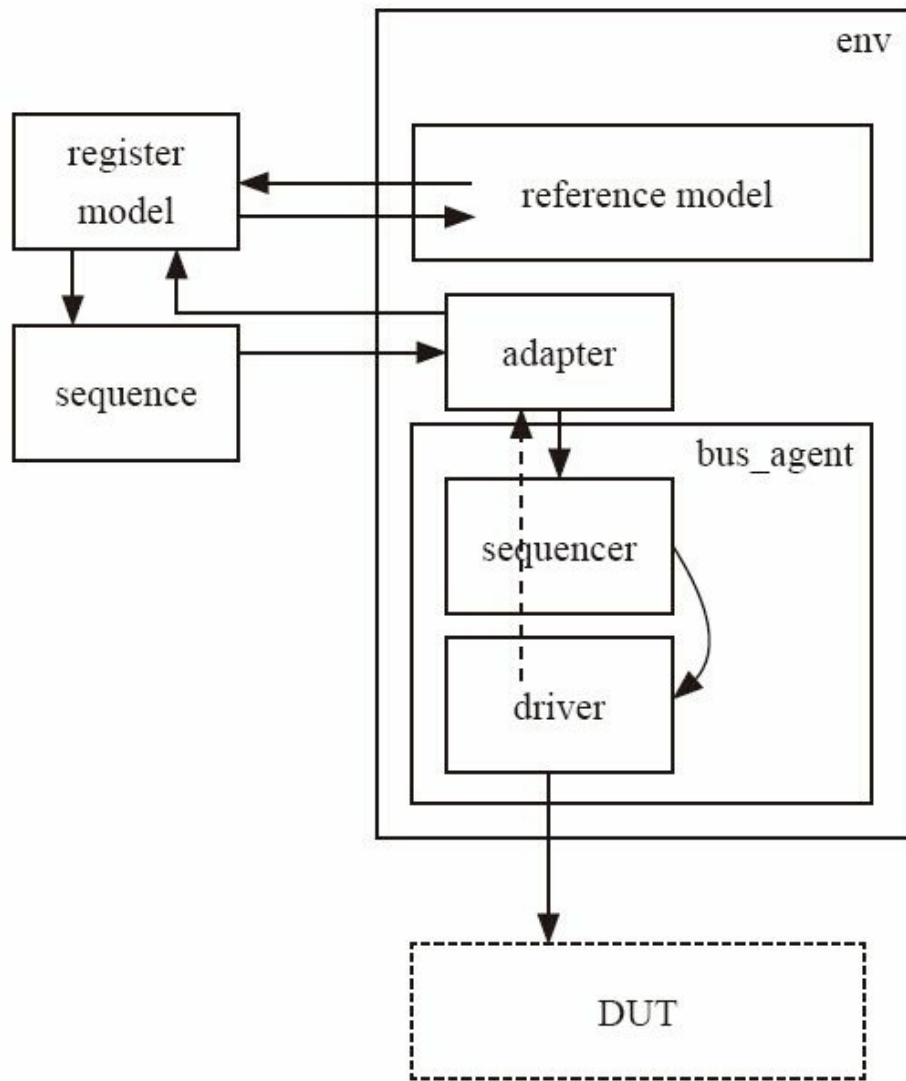 env
register
model
reference model
adapter
sequence
bus_agent
sequencer
driver
DUT